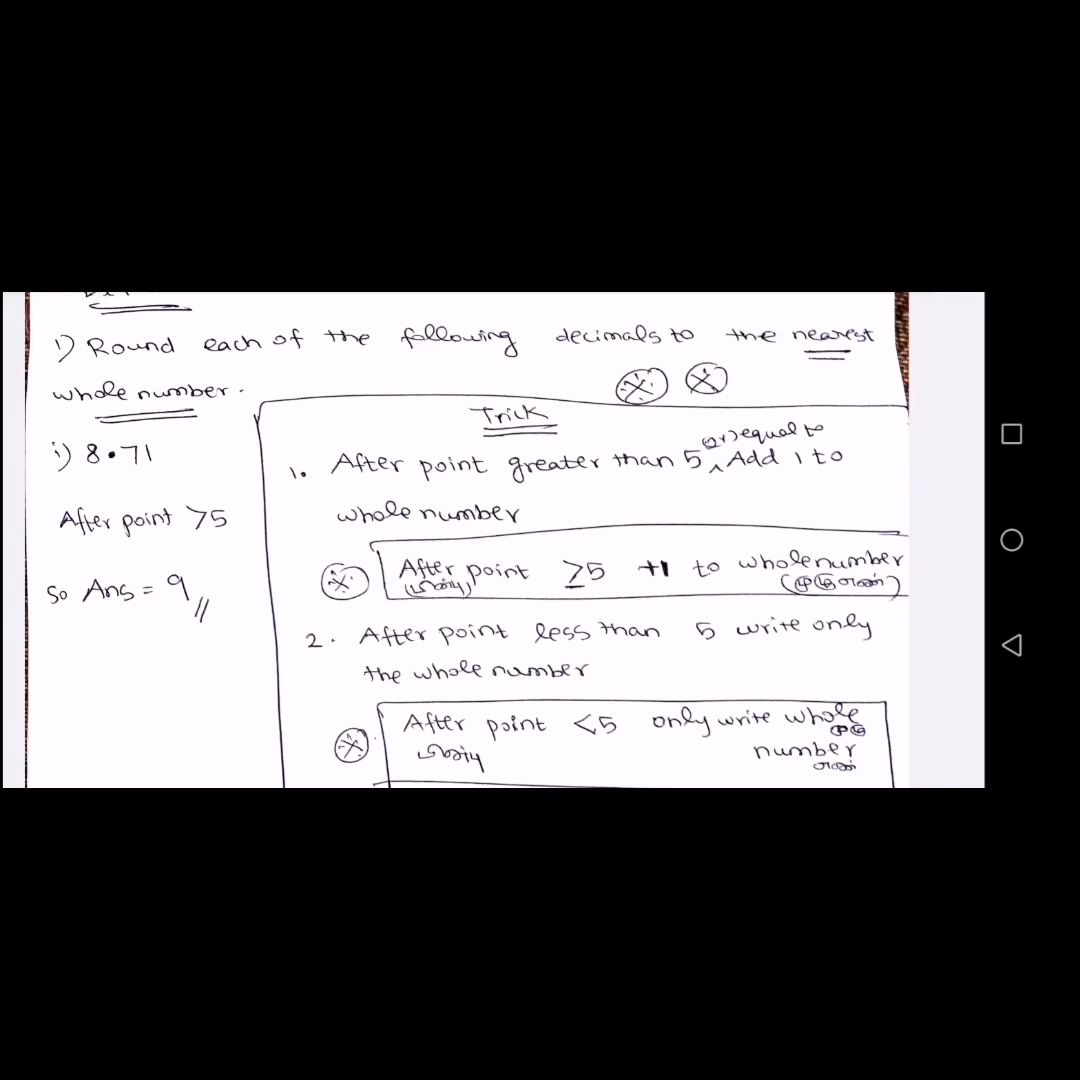 1) Round each of the following decimals to the nearest
whole number.
i) 8.71
After point >5
So Ans = 9
Trick
1. After point greater than 5 (or) equal to Add 1 to
whole number
After point ≥5 +1 to wholenumber
(முழு எண்)
2. After point less than 5 write only
the whole number
After point <5 only write whole
முழு
number
எண்